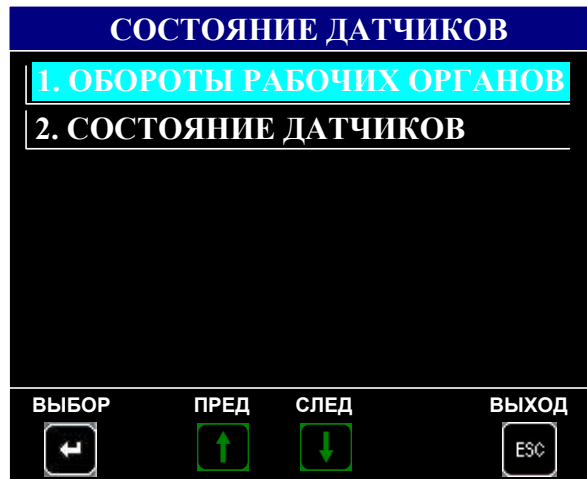 СОСТОЯНИЕ ДАТЧИКОВ
1. ОБОРОТЫ РАБОЧИХ ОРГАНОВ
2. СОСТОЯНИЕ ДАТЧИКОВ
ВЫБОР ПРЕД СЛЕД ВЫХОД
ESC